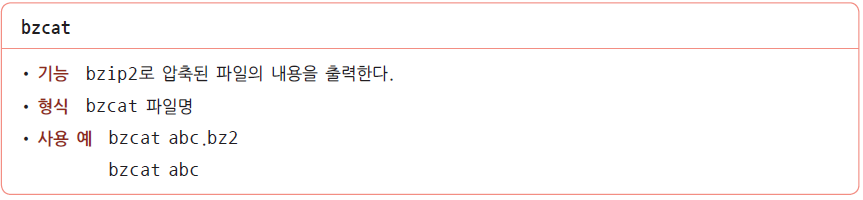 bzcat
• 기능 bzip2로 압축된 파일의 내용을 출력한다.
• 형식 bzcat 파일명
• 사용 예 bzcat abc.bz2
bzcat abc